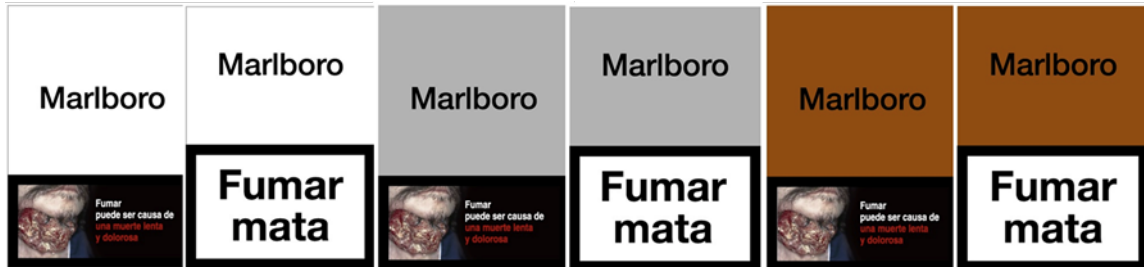 Marlboro
Fumar
puede ser causa de
una muerte lenta
y dolorosa
Marlboro
Fumar
mata
Marlboro
Fumar
puede ser causa de
una muerte lenta
y dolorosa
Marlboro
Fumar
mata
Marlboro
Fumar
puede ser causa de
una muerte lenta
y dolorosa
Marlboro
Fumar
mata